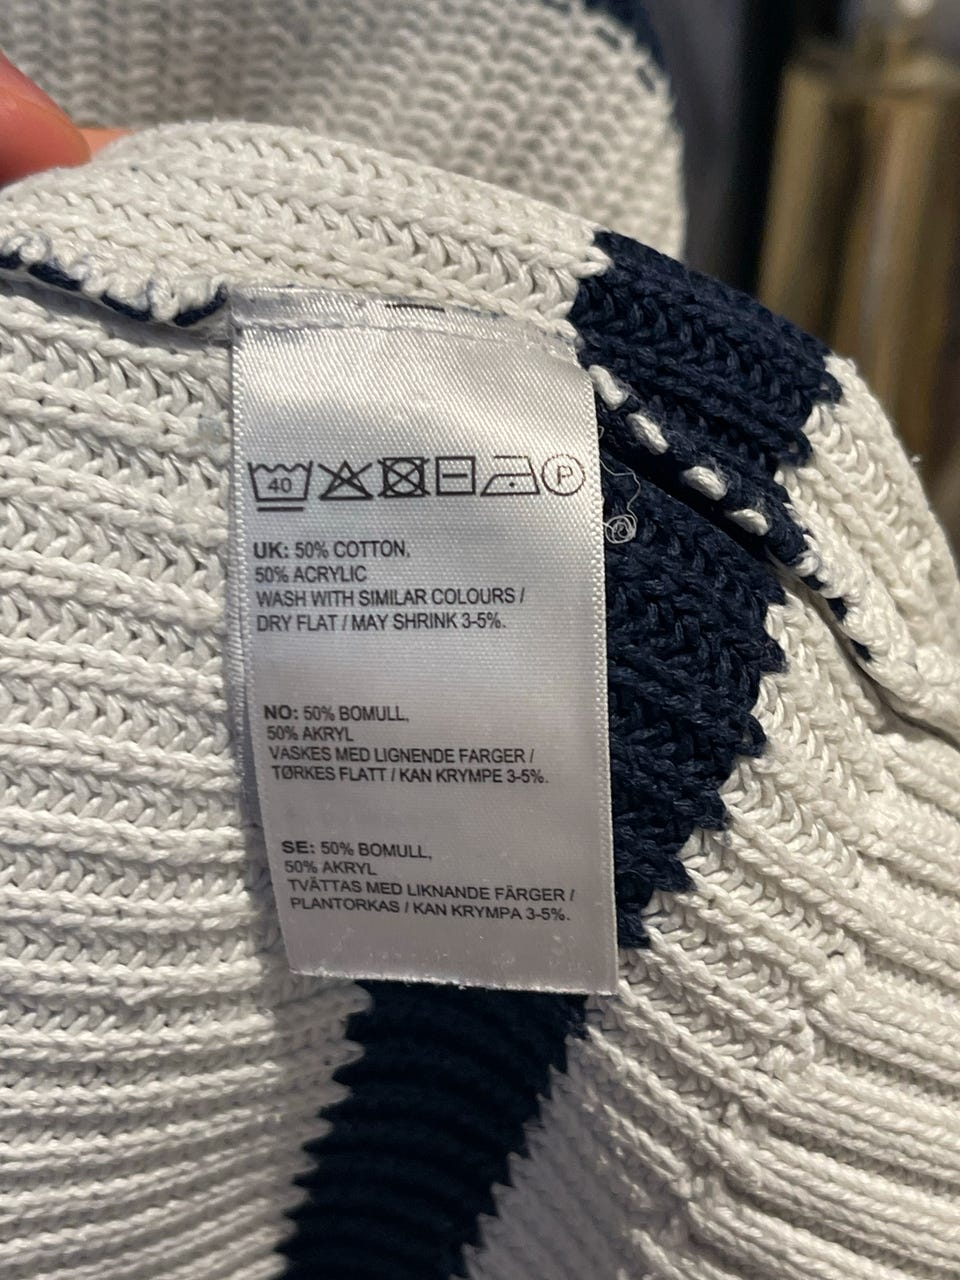 40 P
UK: 50% COTTON,
50% ACRYLIC
WASH WITH SIMILAR COLOURS /
DRY FLAT / MAY SHRINK 3-5%.
NO: 50% BOMULL,
50% AKRYL
VASKES MED LIGNENDE FARGER /
TØRKES FLATT / KAN KRYMPE 3-5%.
SE: 50% BOMULL,
50% AKRYL
TVÄTTAS MED LIKNANDE FÄRGER /
PLANTORKAS / KAN KRYMPA 3-5%.